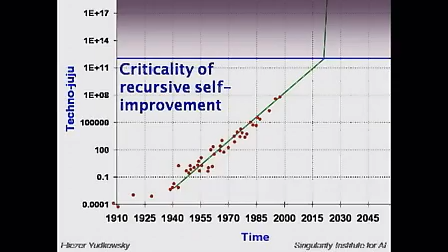 1E+17
1E+14
1E+11
1E+08
100000
100
0.1
0.0001
Techno-juju
Criticality of
recursive self-
improvement
1910 1925 1940 1955 1970 1985 2000 2015 2030 2045
Time
Eliezer Yudkowsky
Singularity Institute for AI